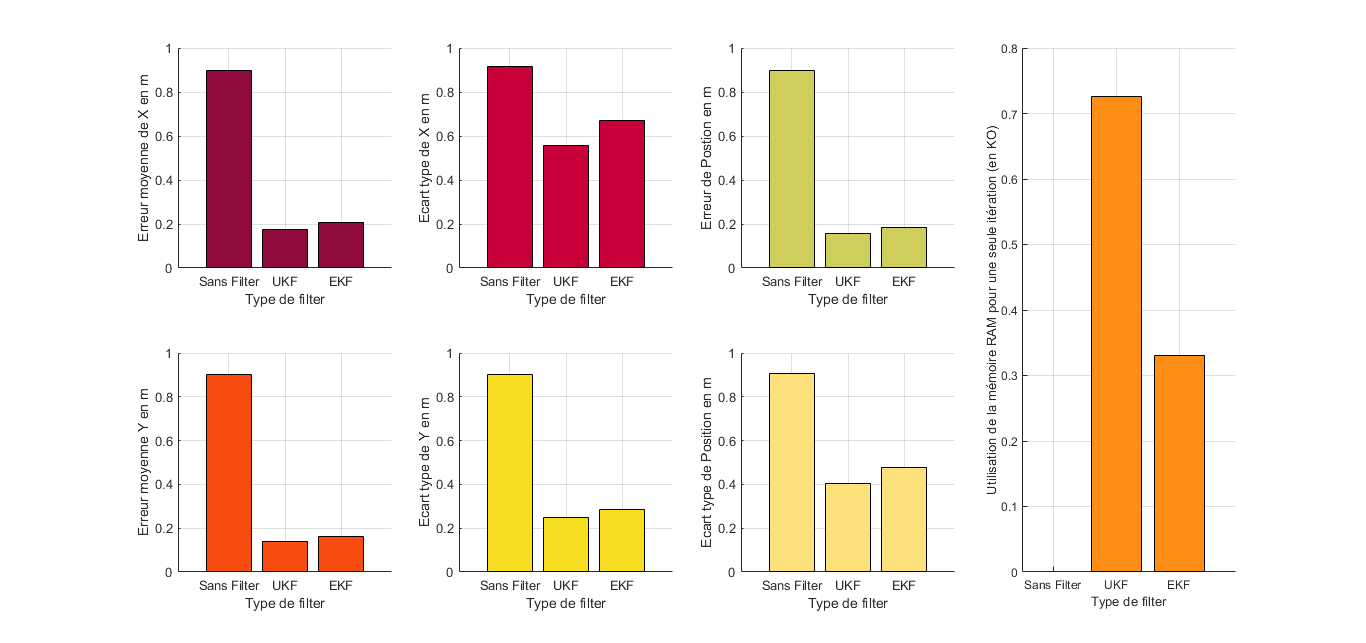 Erreur moyenne de X en m
1
0.8
0.6
0.4
0.2
0
Sans Filter UKF EKF
Type de filter
Ecart type de X en m
1
0.8
0.6
0.4
0.2
0
Sans Filter UKF EKF
Type de filter
Erreur de Postion en m
1
0.8
0.6
0.4
0.2
0
Sans Filter UKF EKF
Type de filter
Utilisation de la mémoire RAM pour une seule itération (en KO)
0.8
0.7
0.6
0.5
0.4
0.3
0.2
0.1
0
Sans Filter UKF EKF
Type de filter
Erreur moyenne Y en m
1
0.8
0.6
0.4
0.2
0
Sans Filter UKF EKF
Type de filter
Ecart type de Y en m
1
0.8
0.6
0.4
0.2
0
Sans Filter UKF EKF
Type de filter
Ecart type de Position en m
1
0.8
0.6
0.4
0.2
0
Sans Filter UKF EKF
Type de filter